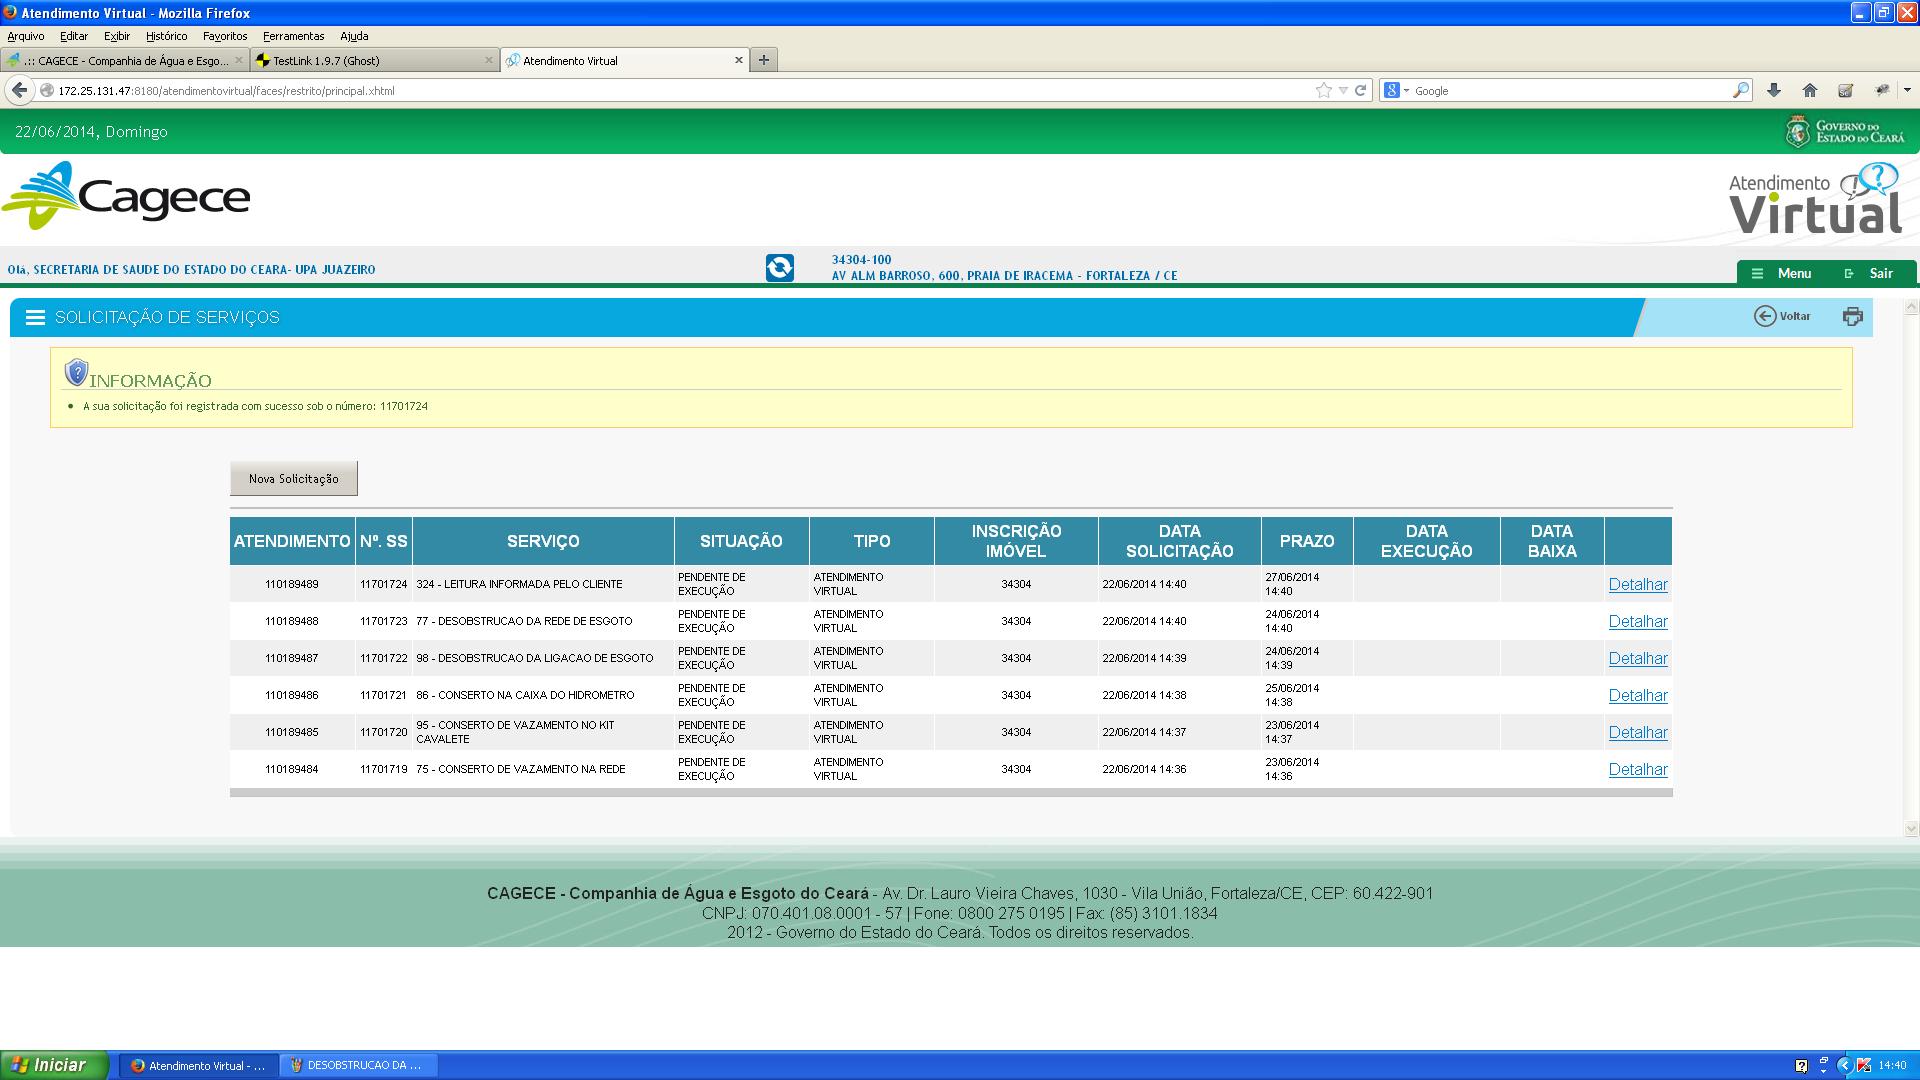 Atendimento Virtual - Mozilla Firefox
Arquivo Editar Exibir Histórico Favoritos Ferramentas Ajuda
.:: CAGECE - Companhia de Água e Esgo...
TestLink 1.9.7 (Ghost)
Atendimento Virtual
172.25.131.47:8180/atendimentovirtual/faces/restrito/principal.xhtml
Google
22/06/2014, Domingo
GOVERNO DO
ESTADO DO CEARÁ
Cagece
Atendimento
Virtual
Olá, SECRETARIA DE SAUDE DO ESTADO DO CEARA- UPA JUAZEIRO
34304-100
AV ALM BARROSO, 600, PRAIA DE IRACEMA - FORTALEZA / CE
Menu Sair
SOLICITAÇÃO DE SERVIÇOS
Voltar
INFORMAÇÃO
A sua solicitação foi registrada com sucesso sob o número: 11701724
Nova Solicitação
ATENDIMENTO Nº. SS SERVIÇO SITUAÇÃO TIPO INSCRIÇÃO IMÓVEL DATA SOLICITAÇÃO PRAZO DATA EXECUÇÃO DATA BAIXA
110189489 11701724 324 - LEITURA INFORMADA PELO CLIENTE PENDENTE DE EXECUÇÃO ATENDIMENTO VIRTUAL 34304 22/06/2014 14:40 27/06/2014 14:40 Detalhar
110189488 11701723 77 - DESOBSTRUCAO DA REDE DE ESGOTO PENDENTE DE EXECUÇÃO ATENDIMENTO VIRTUAL 34304 22/06/2014 14:40 24/06/2014 14:40 Detalhar
110189487 11701722 98 - DESOBSTRUCAO DA LIGACAO DE ESGOTO PENDENTE DE EXECUÇÃO ATENDIMENTO VIRTUAL 34304 22/06/2014 14:39 24/06/2014 14:39 Detalhar
110189486 11701721 86 - CONSERTO NA CAIXA DO HIDROMETRO PENDENTE DE EXECUÇÃO ATENDIMENTO VIRTUAL 34304 22/06/2014 14:38 25/06/2014 14:38 Detalhar
110189485 11701720 95 - CONSERTO DE VAZAMENTO NO KIT CAVALETE PENDENTE DE EXECUÇÃO ATENDIMENTO VIRTUAL 34304 22/06/2014 14:37 23/06/2014 14:37 Detalhar
110189484 11701719 75 - CONSERTO DE VAZAMENTO NA REDE PENDENTE DE EXECUÇÃO ATENDIMENTO VIRTUAL 34304 22/06/2014 14:36 23/06/2014 14:36 Detalhar
CAGECE - Companhia de Água e Esgoto do Ceará - Av. Dr. Lauro Vieira Chaves, 1030 - Vila União, Fortaleza/CE, CEP: 60.422-901
CNPJ: 070.401.08.0001 - 57 | Fone: 0800 275 0195 | Fax: (85) 3101.1834
2012 - Governo do Estado do Ceará. Todos os direitos reservados.
Iniciar
Atendimento Virtual - ...
DESOBSTRUCAO DA ...
14:40